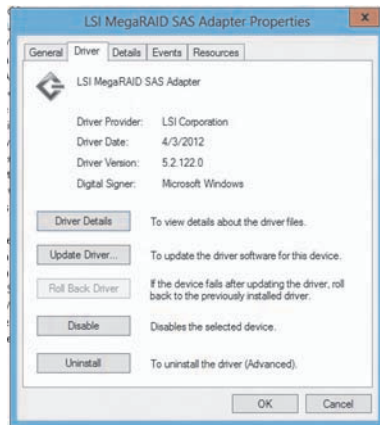 LSI MegaRAID SAS Adapter Properties
x
General Driver Details Events Resources
LSI MegaRAID SAS Adapter
Driver Provider: LSI Corporation
Driver Date: 4/3/2012
Driver Version: 5.2.122.0
Digital Signer: Microsoft Windows
Driver Details To view details about the driver files.
Update Driver... To update the driver software for this device.
Roll Back Driver If the device fails after updating the driver, roll
back to the previously installed driver.
Disable Disables the selected device.
Uninstall To uninstall the driver (Advanced).
OK Cancel